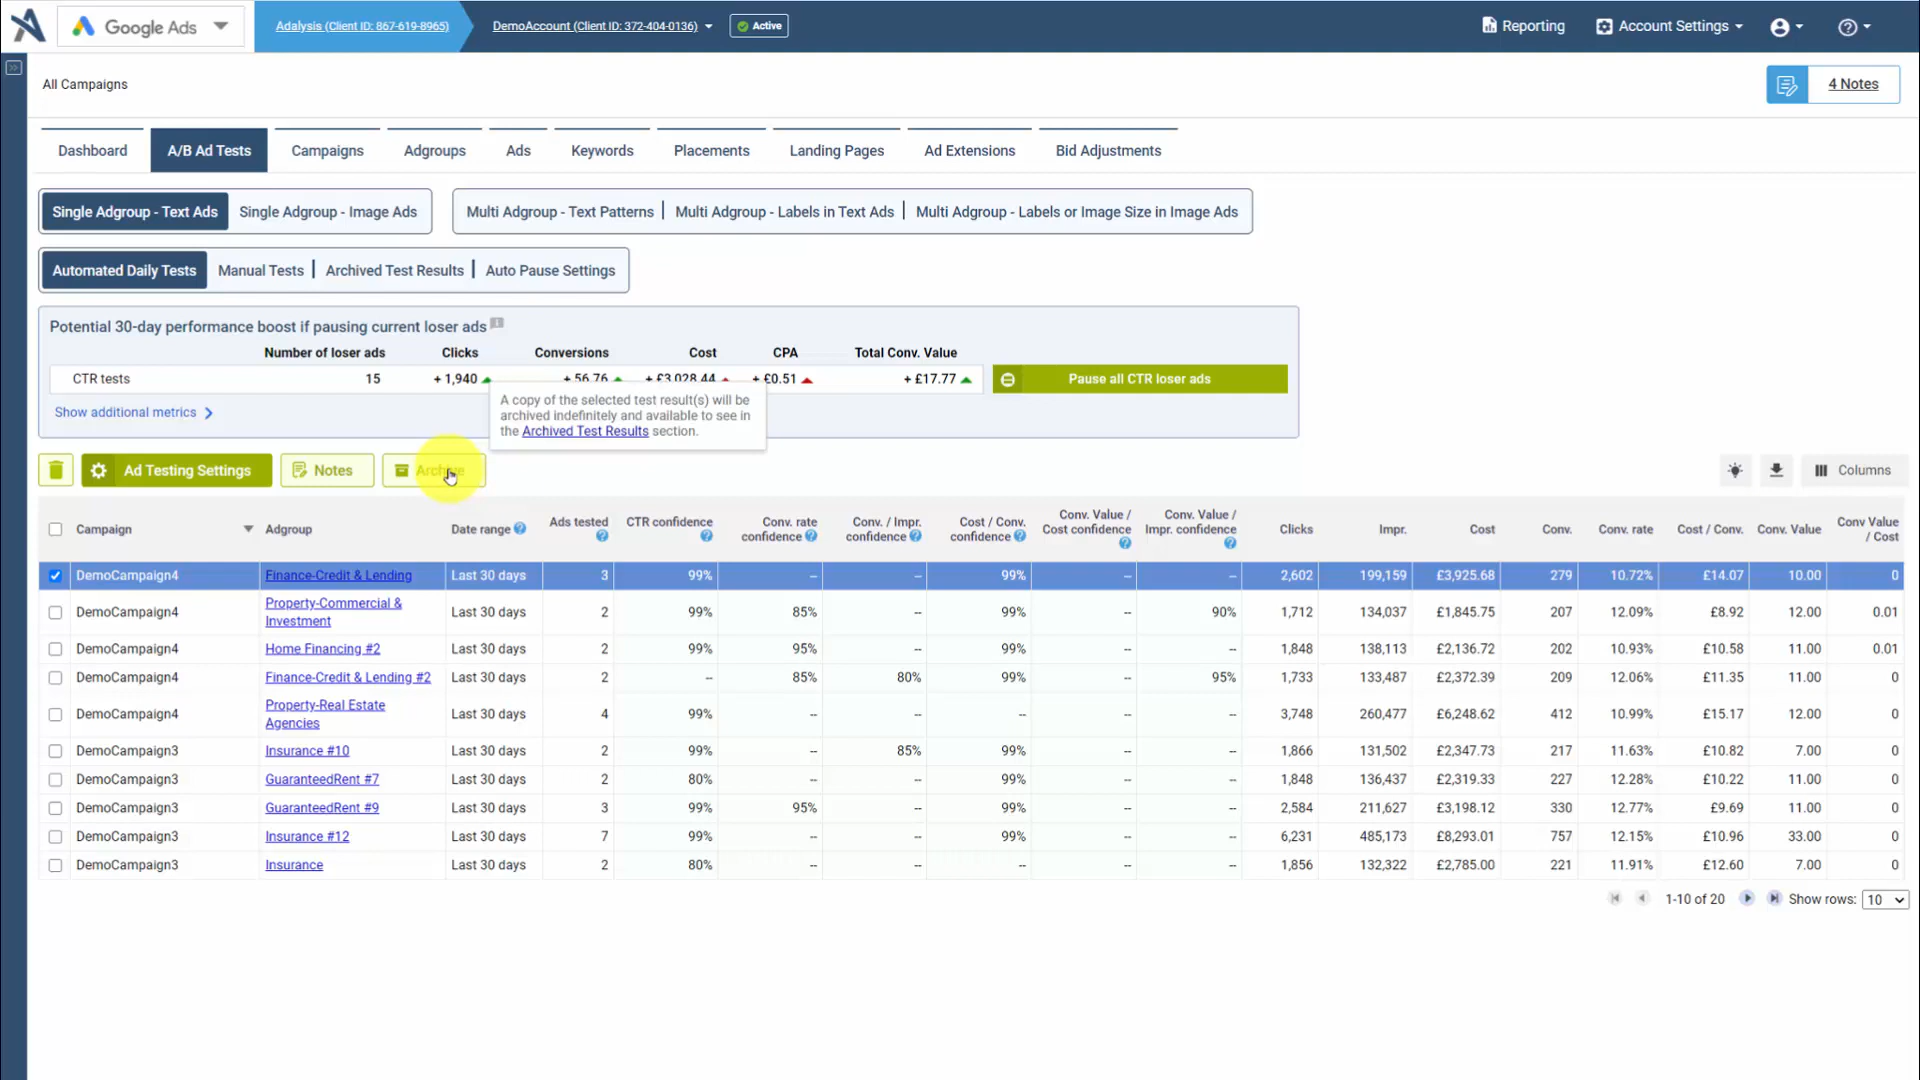 Google Ads
Adalysis (Client ID: 867-619-8965)
DemoAccount (Client ID: 372-404-0136)
Active
Reporting
Account Settings
All Campaigns
4 Notes
Dashboard
A/B Ad Tests
Campaigns
Adgroups
Ads
Keywords
Placements
Landing Pages
Ad Extensions
Bid Adjustments
Single Adgroup - Text Ads
Single Adgroup - Image Ads
Multi Adgroup - Text Patterns
Multi Adgroup - Labels in Text Ads
Multi Adgroup - Labels or Image Size in Image Ads
Automated Daily Tests
Manual Tests
Archived Test Results
Auto Pause Settings
Potential 30-day performance boost if pausing current loser ads
Number of loser ads Clicks Conversions Cost CPA Total Conv. Value
CTR tests 15 + 1,940 + 56.76 + £3,028.44 + £0.51 + £17.77
Pause all CTR loser ads
Show additional metrics
A copy of the selected test result(s) will be
archived indefinitely and available to see in
the Archived Test Results section.
Ad Testing Settings
Notes
Archive
Columns
Campaign
Adgroup
Date range
Ads tested
CTR confidence
Conv. rate
confidence
Conv. / Impr.
confidence
Cost / Conv.
confidence
Conv. Value /
Cost confidence
Conv. Value /
Impr. confidence
Clicks
Impr.
Cost
Conv.
Conv. rate
Cost / Conv.
Conv. Value
Conv Value
/ Cost
DemoCampaign4 Finance-Credit & Lending Last 30 days 3 99% -- -- 99% -- -- 2,602 199,159 £3,925.68 279 10.72% £14.07 10.00 0
DemoCampaign4 Property-Commercial &
Investment Last 30 days 2 99% 85% -- 99% -- 90% 1,712 134,037 £1,845.75 207 12.09% £8.92 12.00 0.01
DemoCampaign4 Home Financing #2 Last 30 days 2 99% 95% -- 99% -- -- 1,848 138,113 £2,136.72 202 10.93% £10.58 11.00 0.01
DemoCampaign4 Finance-Credit & Lending #2 Last 30 days 2 -- 85% 80% 99% -- 95% 1,733 133,487 £2,372.39 209 12.06% £11.35 11.00 0
DemoCampaign4 Property-Real Estate
Agencies Last 30 days 4 99% -- -- -- -- -- 3,748 260,477 £6,248.62 412 10.99% £15.17 12.00 0
DemoCampaign3 Insurance #10 Last 30 days 2 99% -- 85% 99% -- -- 1,866 131,502 £2,347.73 217 11.63% £10.82 7.00 0
DemoCampaign3 GuaranteedRent #7 Last 30 days 2 80% -- -- 99% -- -- 1,848 136,437 £2,319.33 227 12.28% £10.22 11.00 0
DemoCampaign3 GuaranteedRent #9 Last 30 days 3 99% 95% -- 99% -- -- 2,584 211,627 £3,198.12 330 12.77% £9.69 11.00 0
DemoCampaign3 Insurance #12 Last 30 days 7 99% -- -- 99% -- -- 6,231 485,173 £8,293.01 757 12.15% £10.96 33.00 0
DemoCampaign3 Insurance Last 30 days 2 80% -- -- -- -- -- 1,856 132,322 £2,785.00 221 11.91% £12.60 7.00 0
1-10 of 20
Show rows: 10